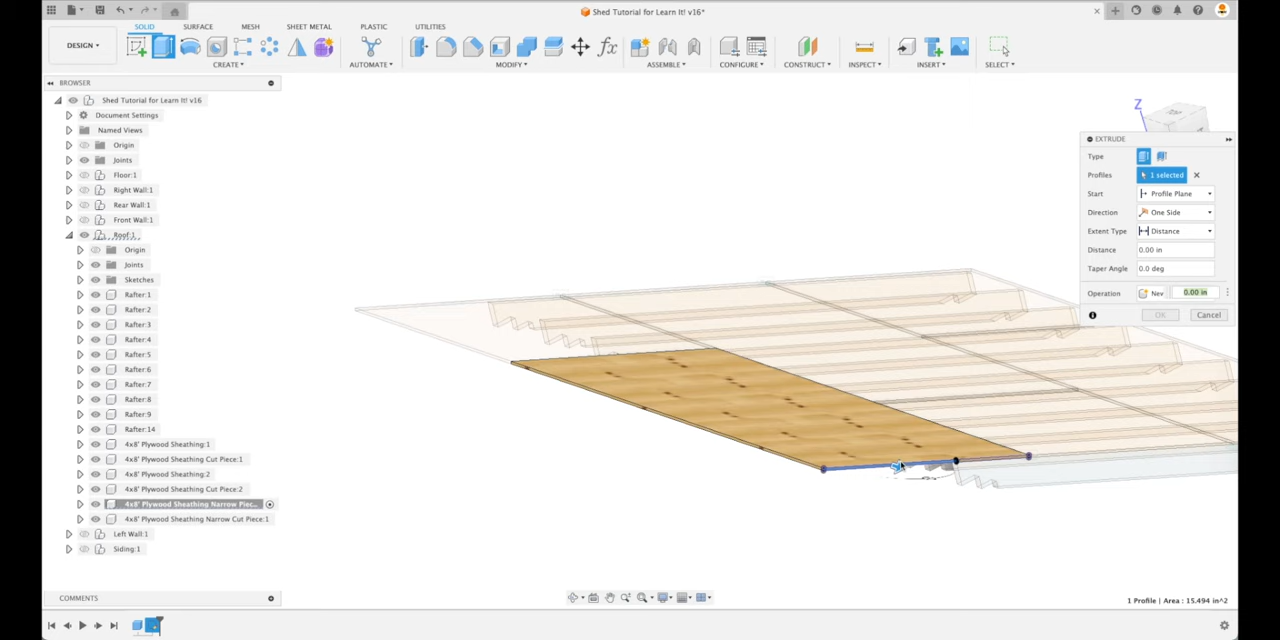 Shed Tutorial for Learn It! v16*
SOLID SURFACE MESH SHEET METAL PLASTIC UTILITIES
DESIGN
CREATE AUTOMATE MODIFY ASSEMBLE CONFIGURE CONSTRUCT INSPECT INSERT SELECT
BROWSER
Shed Tutorial for Learn It! v16
Document Settings
Named Views
Origin
Joints
Floor:1
Right Wall:1
Rear Wall:1
Front Wall:1
Roof:1
Origin
Joints
Sketches
Rafter:1
Rafter:2
Rafter:3
Rafter:4
Rafter:5
Rafter:6
Rafter:7
Rafter:8
Rafter:9
Rafter:14
4x8' Plywood Sheathing:1
4x8' Plywood Sheathing Cut Piece:1
4x8' Plywood Sheathing:2
4x8' Plywood Sheathing Cut Piece:2
4x8' Plywood Sheathing Narrow Piec...
4x8' Plywood Sheathing Narrow Cut Piece:1
Left Wall:1
Siding:1
Z
EXTRUDE
Type
Profiles 1 selected
Start Profile Plane
Direction One Side
Extent Type Distance
Distance 0.00 in
Taper Angle 0.0 deg
Operation Nev 0.00 in
OK Cancel
COMMENTS
1 Profile | Area : 15.494 in^2